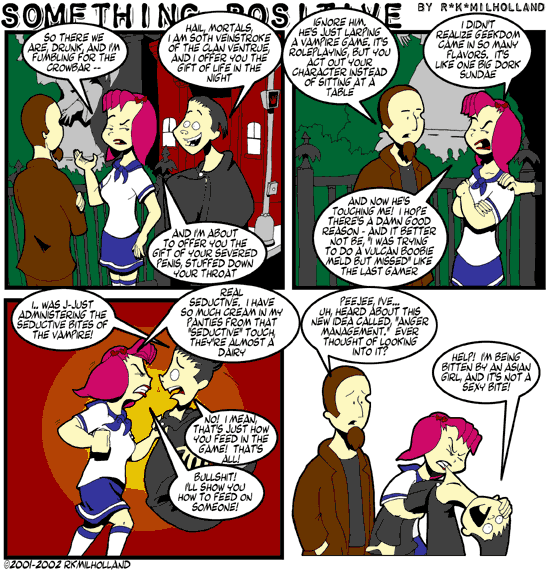 SOMETHING POSITIVE
BY R*K*MILHOLLAND
SO THERE WE
ARE, DRUNK, AND I'M
FUMBLING FOR THE
CROWBAR --
HAIL, MORTALS,
I AM SOTH VEINSTROKE
OF THE CLAN VENTRUE,
AND I OFFER YOU THE
GIFT OF LIFE IN THE
NIGHT
AND I'M ABOUT
TO OFFER YOU THE
GIFT OF YOUR SEVERED
PENIS, STUFFED DOWN
YOUR THROAT
IGNORE HIM.
HE'S JUST LARPING
A VAMPIRE GAME. IT'S
ROLEPLAYING, BUT YOU
ACT OUT YOUR
CHARACTER INSTEAD
OF SITTING AT A
TABLE
I DIDN'T
REALIZE GEEKDOM
CAME IN SO MANY
FLAVORS. IT'S
LIKE ONE BIG DORK
SUNDAE
AND NOW HE'S
TOUCHING ME! I HOPE
THERE'S A DAMN GOOD
REASON - AND IT BETTER
NOT BE, "I WAS TRYING
TO DO A VULCAN BOOBIE
MELD BUT MISSED" LIKE
THE LAST GAMER
I.. WAS J-JUST
ADMINISTERING THE
SEDUCTIVE BITES OF
THE VAMPIRE!
REAL
SEDUCTIVE. I HAVE
SO MUCH CREAM IN MY
PANTIES FROM THAT
"SEDUCTIVE" TOUCH,
THEY'RE ALMOST A
DAIRY
NO! I MEAN,
THAT'S JUST HOW
YOU FEED IN THE
GAME! THAT'S
ALL!
BULLSHIT!
I'LL SHOW YOU
HOW TO FEED ON
SOMEONE!
PEEJEE, I'VE...
UH, HEARD ABOUT THIS
NEW IDEA CALLED, "ANGER
MANAGEMENT." EVER
THOUGHT OF LOOKING
INTO IT?
HELP! I'M BEING
BITTEN BY AN ASIAN
GIRL, AND IT'S NOT A
SEXY BITE!
©2001-2002 RKMILHOLLAND